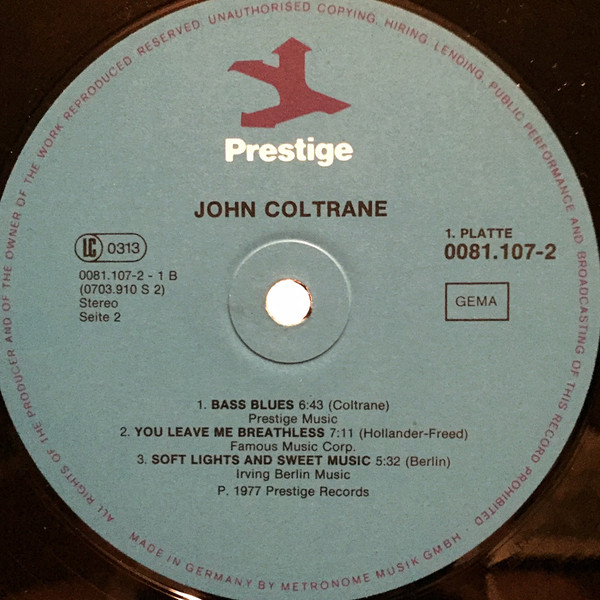 ALL RIGHTS OF THE PRODUCER AND OF THE OWNER OF THE WORK REPRODUCED RESERVED. UNAUTHORISED COPYING, HIRING, LENDING, PUBLIC PERFORMANCE AND BROADCASTING OF THIS RECORD PROHIBITED
Prestige
JOHN COLTRANE
LC 0313
1. PLATTE
0081.107-2
0081.107-2 - 1 B
(0703.910 S 2)
Stereo
Seite 2
GEMA
1. BASS BLUES 6:43 (Coltrane)
Prestige Music
2. YOU LEAVE ME BREATHLESS 7:11 (Hollander-Freed)
Famous Music Corp.
3. SOFT LIGHTS AND SWEET MUSIC 5:32 (Berlin)
Irving Berlin Music
P. 1977 Prestige Records
MADE IN GERMANY BY METRONOME MUSIK GMBH ·